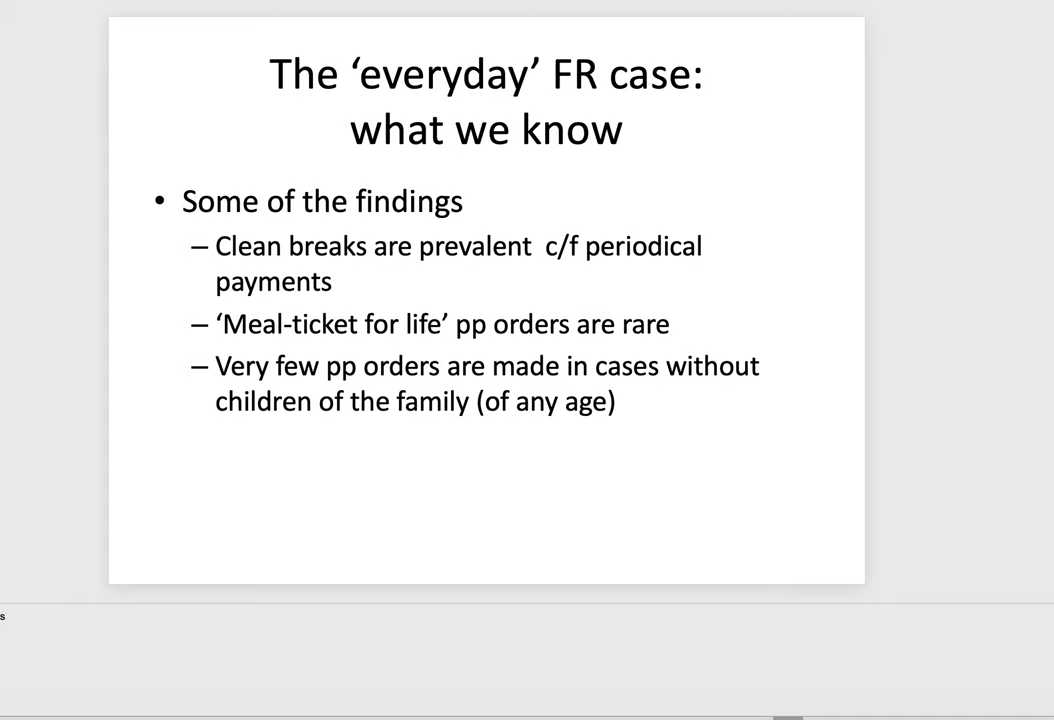 The ‘everyday’ FR case:
what we know
• Some of the findings
– Clean breaks are prevalent  c/f periodical
payments
– ‘Meal-ticket for life’ pp orders are rare
– Very few pp orders are made in cases without
children of the family (of any age)
s